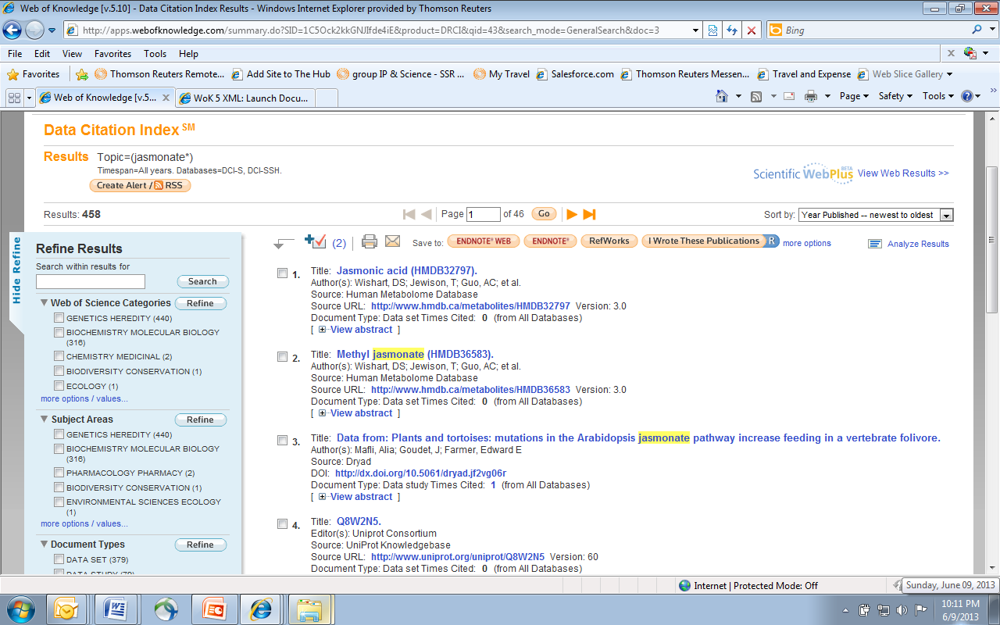 Web of Knowledge [v.5.10] - Data Citation Index Results - Windows Internet Explorer provided by Thomson Reuters
http://apps.webofknowledge.com/summary.do?SID=1C5Ock2kkGNJIfde4iE&product=DRCI&qid=43&search_mode=GeneralSearch&doc=3
Bing
File Edit View Favorites Tools Help
Favorites Thomson Reuters Remote... Add Site to The Hub group IP & Science - SSR ... My Travel Salesforce.com Thomson Reuters Messen... Travel and Expense Web Slice Gallery
Web of Knowledge [v.5... WoK 5 XML: Launch Docu... Page Safety Tools
Data Citation Index SM
Results Topic=(jasmonate*)
Timespan=All years. Databases=DCI-S, DCI-SSH.
Create Alert / RSS
Scientific WebPlus BETA View Web Results >>
Results: 458 Page 1 of 46 Go Sort by: Year Published -- newest to oldest
Hide Refine
Refine Results
Search within results for
Search
Web of Science Categories Refine
GENETICS HEREDITY (440)
BIOCHEMISTRY MOLECULAR BIOLOGY
(316)
CHEMISTRY MEDICINAL (2)
BIODIVERSITY CONSERVATION (1)
ECOLOGY (1)
more options / values...
Subject Areas Refine
GENETICS HEREDITY (440)
BIOCHEMISTRY MOLECULAR BIOLOGY
(316)
PHARMACOLOGY PHARMACY (2)
BIODIVERSITY CONSERVATION (1)
ENVIRONMENTAL SCIENCES ECOLOGY
(1)
more options / values...
Document Types Refine
DATA SET (379)
DATA STUDY (79)
(2) Save to: ENDNOTE® WEB ENDNOTE® RefWorks I Wrote These Publications R more options Analyze Results
1. Title: Jasmonic acid (HMDB32797).
Author(s): Wishart, DS; Jewison, T; Guo, AC; et al.
Source: Human Metabolome Database
Source URL: http://www.hmdb.ca/metabolites/HMDB32797 Version: 3.0
Document Type: Data set Times Cited: 0 (from All Databases)
[ View abstract ]
2. Title: Methyl jasmonate (HMDB36583).
Author(s): Wishart, DS; Jewison, T; Guo, AC; et al.
Source: Human Metabolome Database
Source URL: http://www.hmdb.ca/metabolites/HMDB36583 Version: 3.0
Document Type: Data set Times Cited: 0 (from All Databases)
[ View abstract ]
3. Title: Data from: Plants and tortoises: mutations in the Arabidopsis jasmonate pathway increase feeding in a vertebrate folivore.
Author(s): Mafli, Alia; Goudet, J; Farmer, Edward E
Source: Dryad
DOI: http://dx.doi.org/10.5061/dryad.jf2vg06r
Document Type: Data study Times Cited: 1 (from All Databases)
[ View abstract ]
4. Title: Q8W2N5.
Editor(s): Uniprot Consortium
Source: UniProt Knowledgebase
Source URL: http://www.uniprot.org/uniprot/Q8W2N5 Version: 60
Document Type: Data set Times Cited: 0 (from All Databases)
Internet | Protected Mode: Off
Sunday, June 09, 2013
10:11 PM
6/9/2013